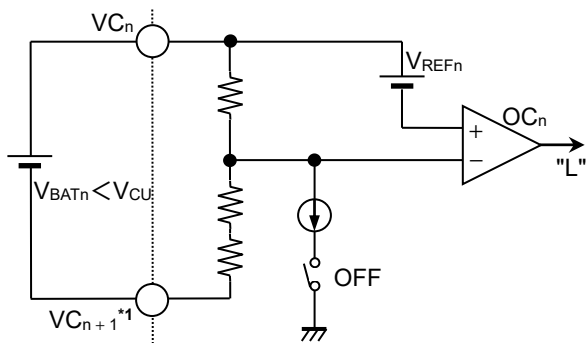 VCn
VREFn
OCn
+
−
"L"
VBATn＜VCU
OFF
VCn + 1*1